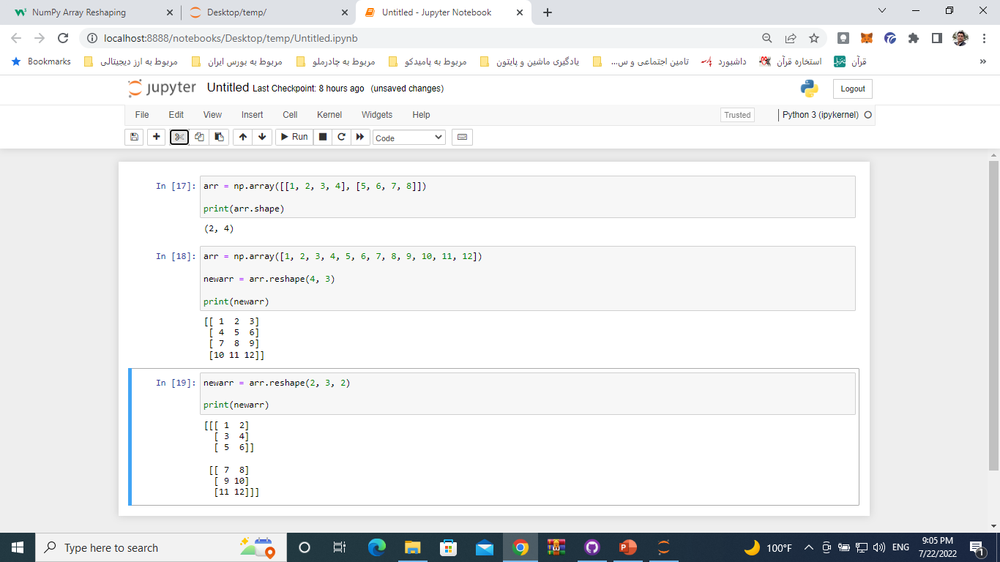 NumPy Array Reshaping
Desktop/temp/
Untitled - Jupyter Notebook
localhost:8888/notebooks/Desktop/temp/Untitled.ipynb
Bookmarks
مربوط به ارز دیجیتالی
مربوط به بورس ایران
مربوط به چادرملو
مربوط به پامیدکو
یادگیری ماشین و پایتون
تامین اجتماعی و س...
داشبورد
استخاره قرآن
قرآن
»
jupyter Untitled Last Checkpoint: 8 hours ago (unsaved changes)
Logout
File Edit View Insert Cell Kernel Widgets Help
Trusted
Python 3 (ipykernel)
Run
Code
In [17]: arr = np.array([[1, 2, 3, 4], [5, 6, 7, 8]])
print(arr.shape)
(2, 4)
In [18]: arr = np.array([1, 2, 3, 4, 5, 6, 7, 8, 9, 10, 11, 12])
newarr = arr.reshape(4, 3)
print(newarr)
[[ 1  2  3]
 [ 4  5  6]
 [ 7  8  9]
 [10 11 12]]
In [19]: newarr = arr.reshape(2, 3, 2)
print(newarr)
[[[ 1  2]
  [ 3  4]
  [ 5  6]]
 [[ 7  8]
  [ 9 10]
  [11 12]]]
Type here to search
100°F
ENG
9:05 PM
7/22/2022
1